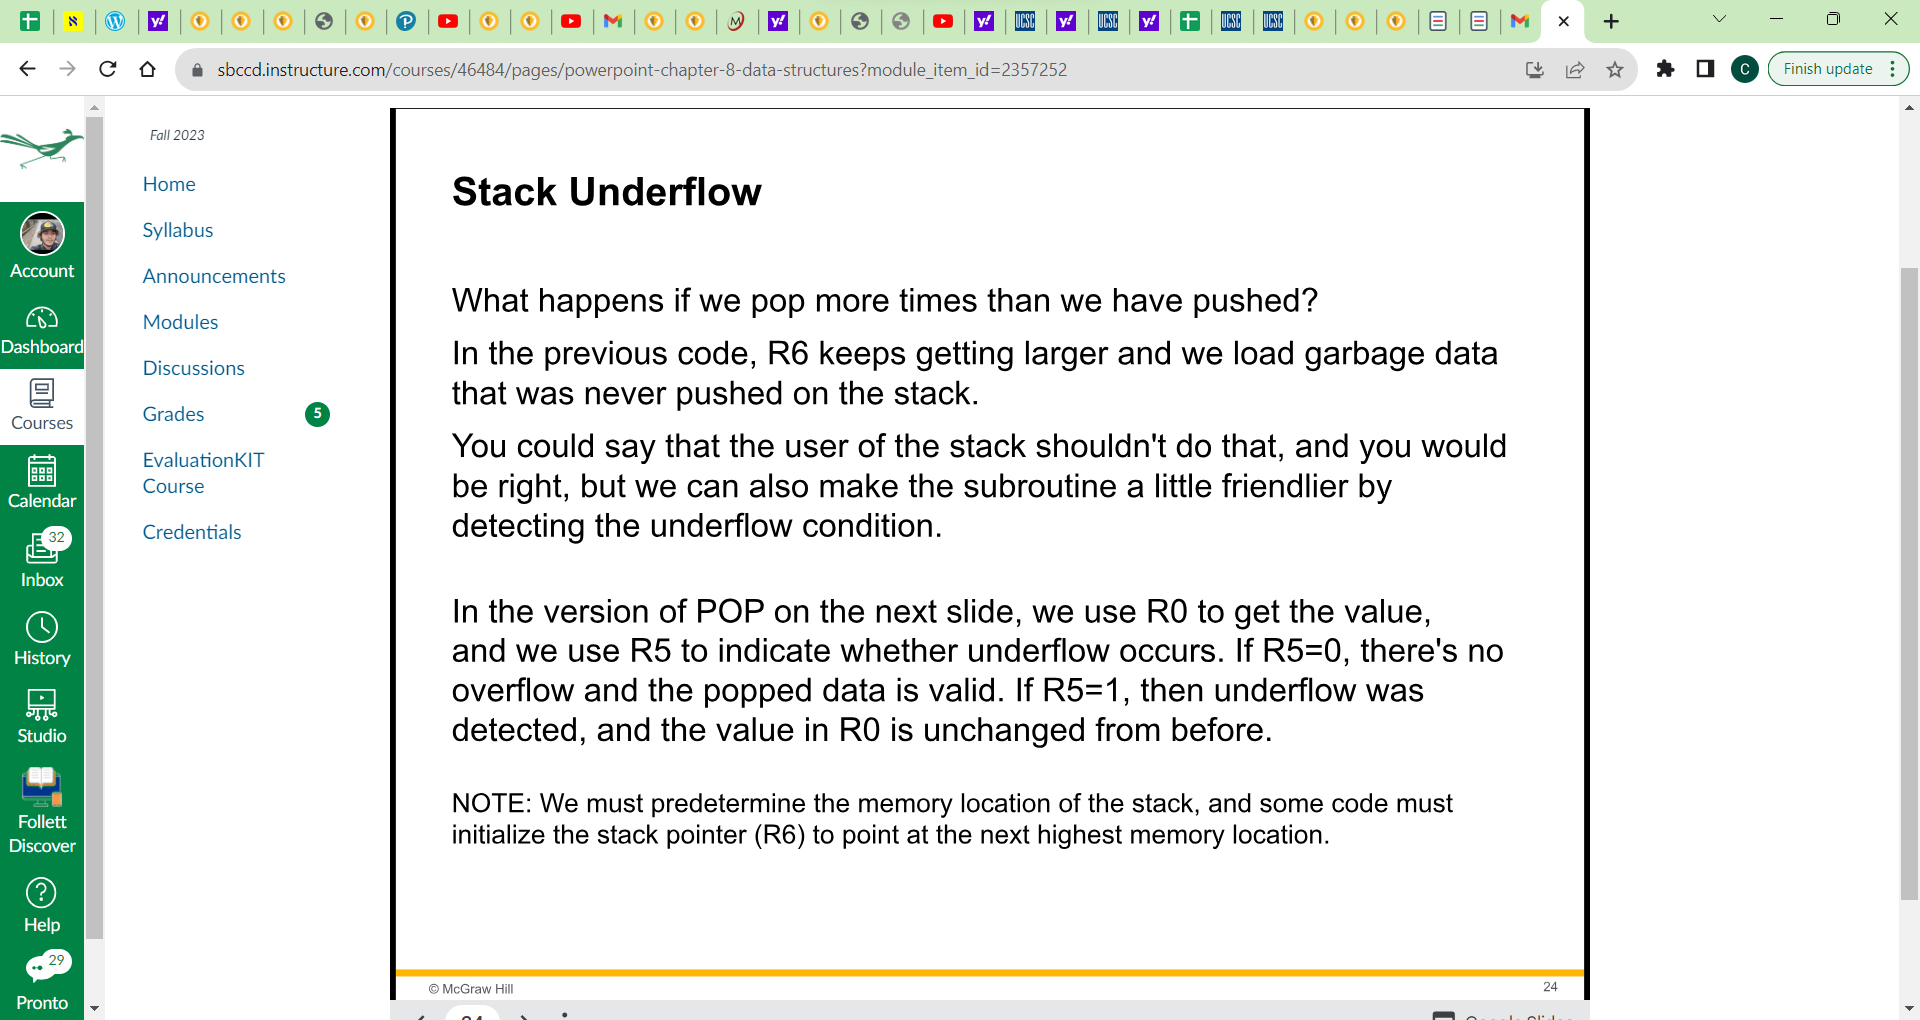 sbccd.instructure.com/courses/46484/pages/powerpoint-chapter-8-data-structures?module_item_id=2357252
C
Finish update
Fall 2023
Home
Syllabus
Announcements
Modules
Discussions
Grades
5
EvaluationKIT
Course
Credentials
Account
Dashboard
Courses
Calendar
32
Inbox
History
Studio
Follett
Discover
Help
29
Pronto
Stack Underflow
What happens if we pop more times than we have pushed?
In the previous code, R6 keeps getting larger and we load garbage data
that was never pushed on the stack.
You could say that the user of the stack shouldn't do that, and you would
be right, but we can also make the subroutine a little friendlier by
detecting the underflow condition.
In the version of POP on the next slide, we use R0 to get the value,
and we use R5 to indicate whether underflow occurs. If R5=0, there's no
overflow and the popped data is valid. If R5=1, then underflow was
detected, and the value in R0 is unchanged from before.
NOTE: We must predetermine the memory location of the stack, and some code must
initialize the stack pointer (R6) to point at the next highest memory location.
© McGraw Hill
24